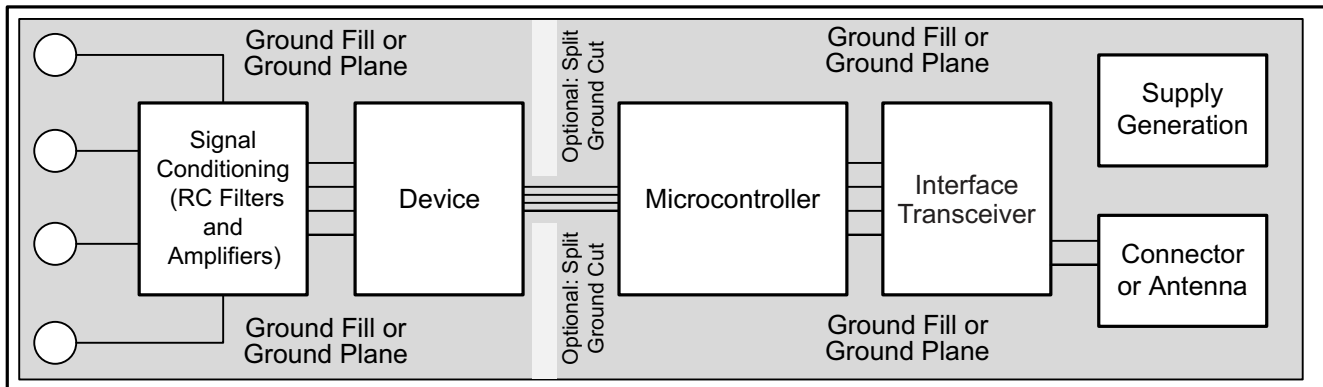 Ground Fill or
Ground Plane
Optional: Split
Ground Cut
Ground Fill or
Ground Plane
Supply
Generation
Signal
Conditioning
(RC Filters
and
Amplifiers)
Device
Microcontroller
Interface
Transceiver
Connector
or Antenna
Ground Fill or
Ground Plane
Optional: Split
Ground Cut
Ground Fill or
Ground Plane